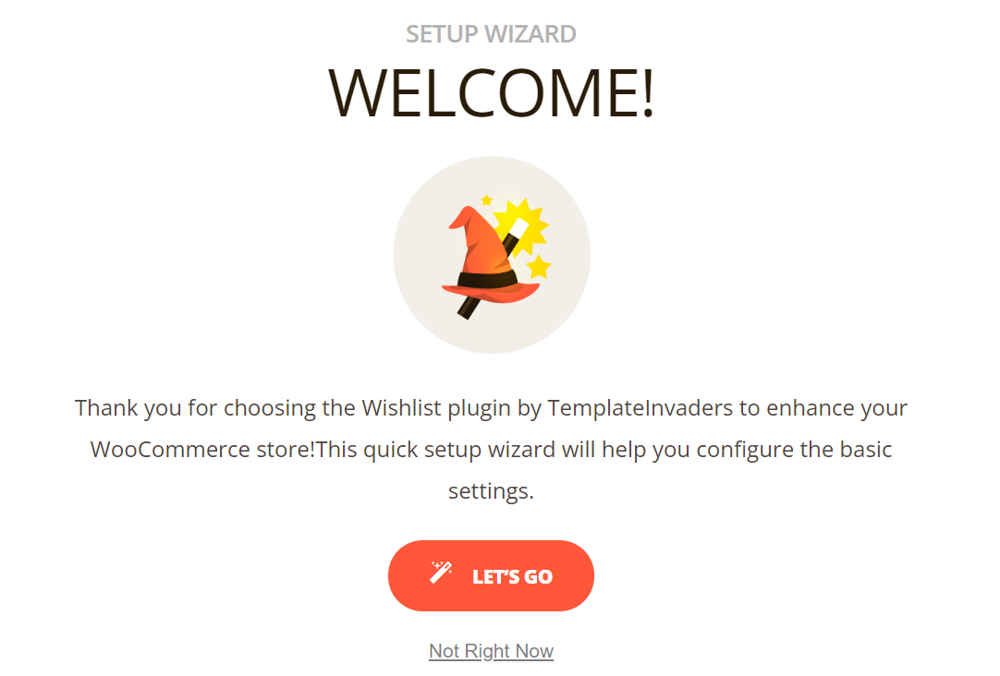 SETUP WIZARD
WELCOME!
Thank you for choosing the Wishlist plugin by TemplateInvaders to enhance your
WooCommerce store!This quick setup wizard will help you configure the basic
settings.
LET'S GO
Not Right Now